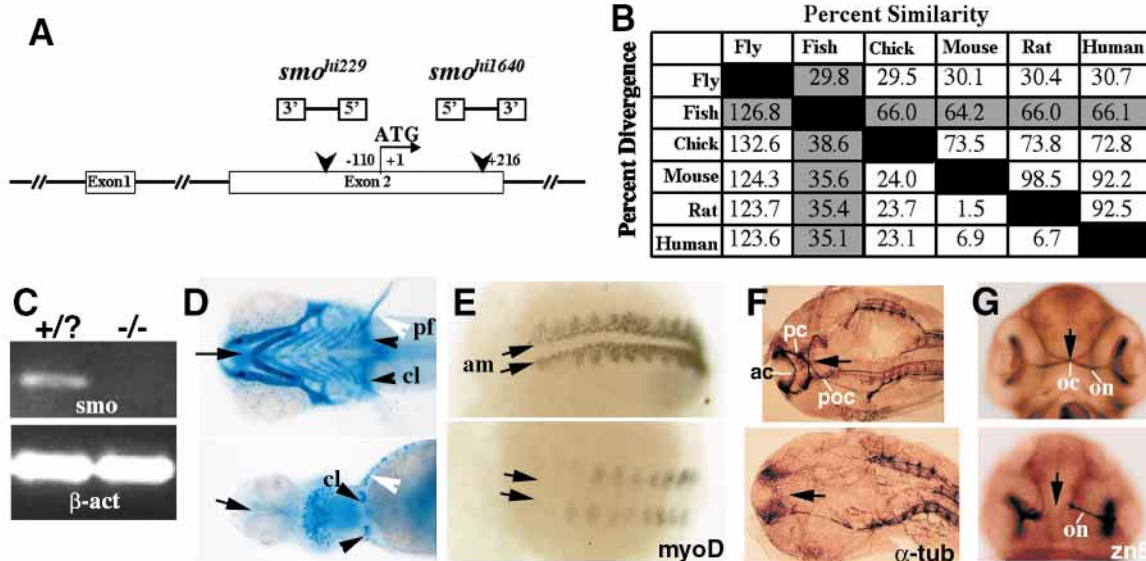 A
smo^hi229
smo^hi1640
3' 5'
5' 3'
ATG
-110 +1 +216
Exon1
Exon 2
B
Percent Similarity
Percent Divergence
Fly Fish Chick Mouse Rat Human
Fly 29.8 29.5 30.1 30.4 30.7
Fish 126.8 66.0 64.2 66.0 66.1
Chick 132.6 38.6 73.5 73.8 72.8
Mouse 124.3 35.6 24.0 98.5 92.2
Rat 123.7 35.4 23.7 1.5 92.5
Human 123.6 35.1 23.1 6.9 6.7
C
+/? -/-
smo
β-act
D
pf
cl
cl
E
am
myoD
F
pc
ac
poc
α-tub
G
oc
on
on